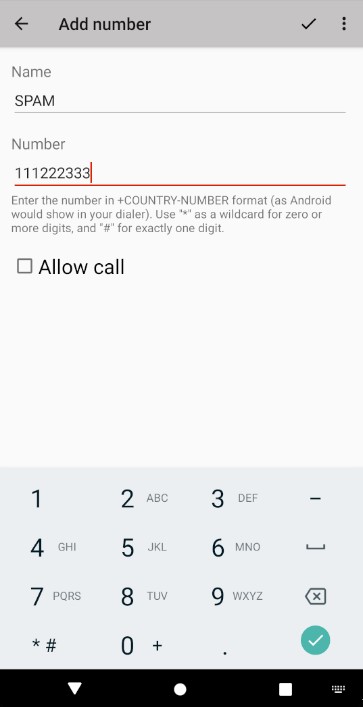 Add number
Name
SPAM
Number
111222333
Enter the number in +COUNTRY-NUMBER format (as Android
would show in your dialer). Use "*" as a wildcard for zero or
more digits, and "#" for exactly one digit.
Allow call
1 2 ABC 3 DEF –
4 GHI 5 JKL 6 MNO
7 PQRS 8 TUV 9 WXYZ
* # 0 + .